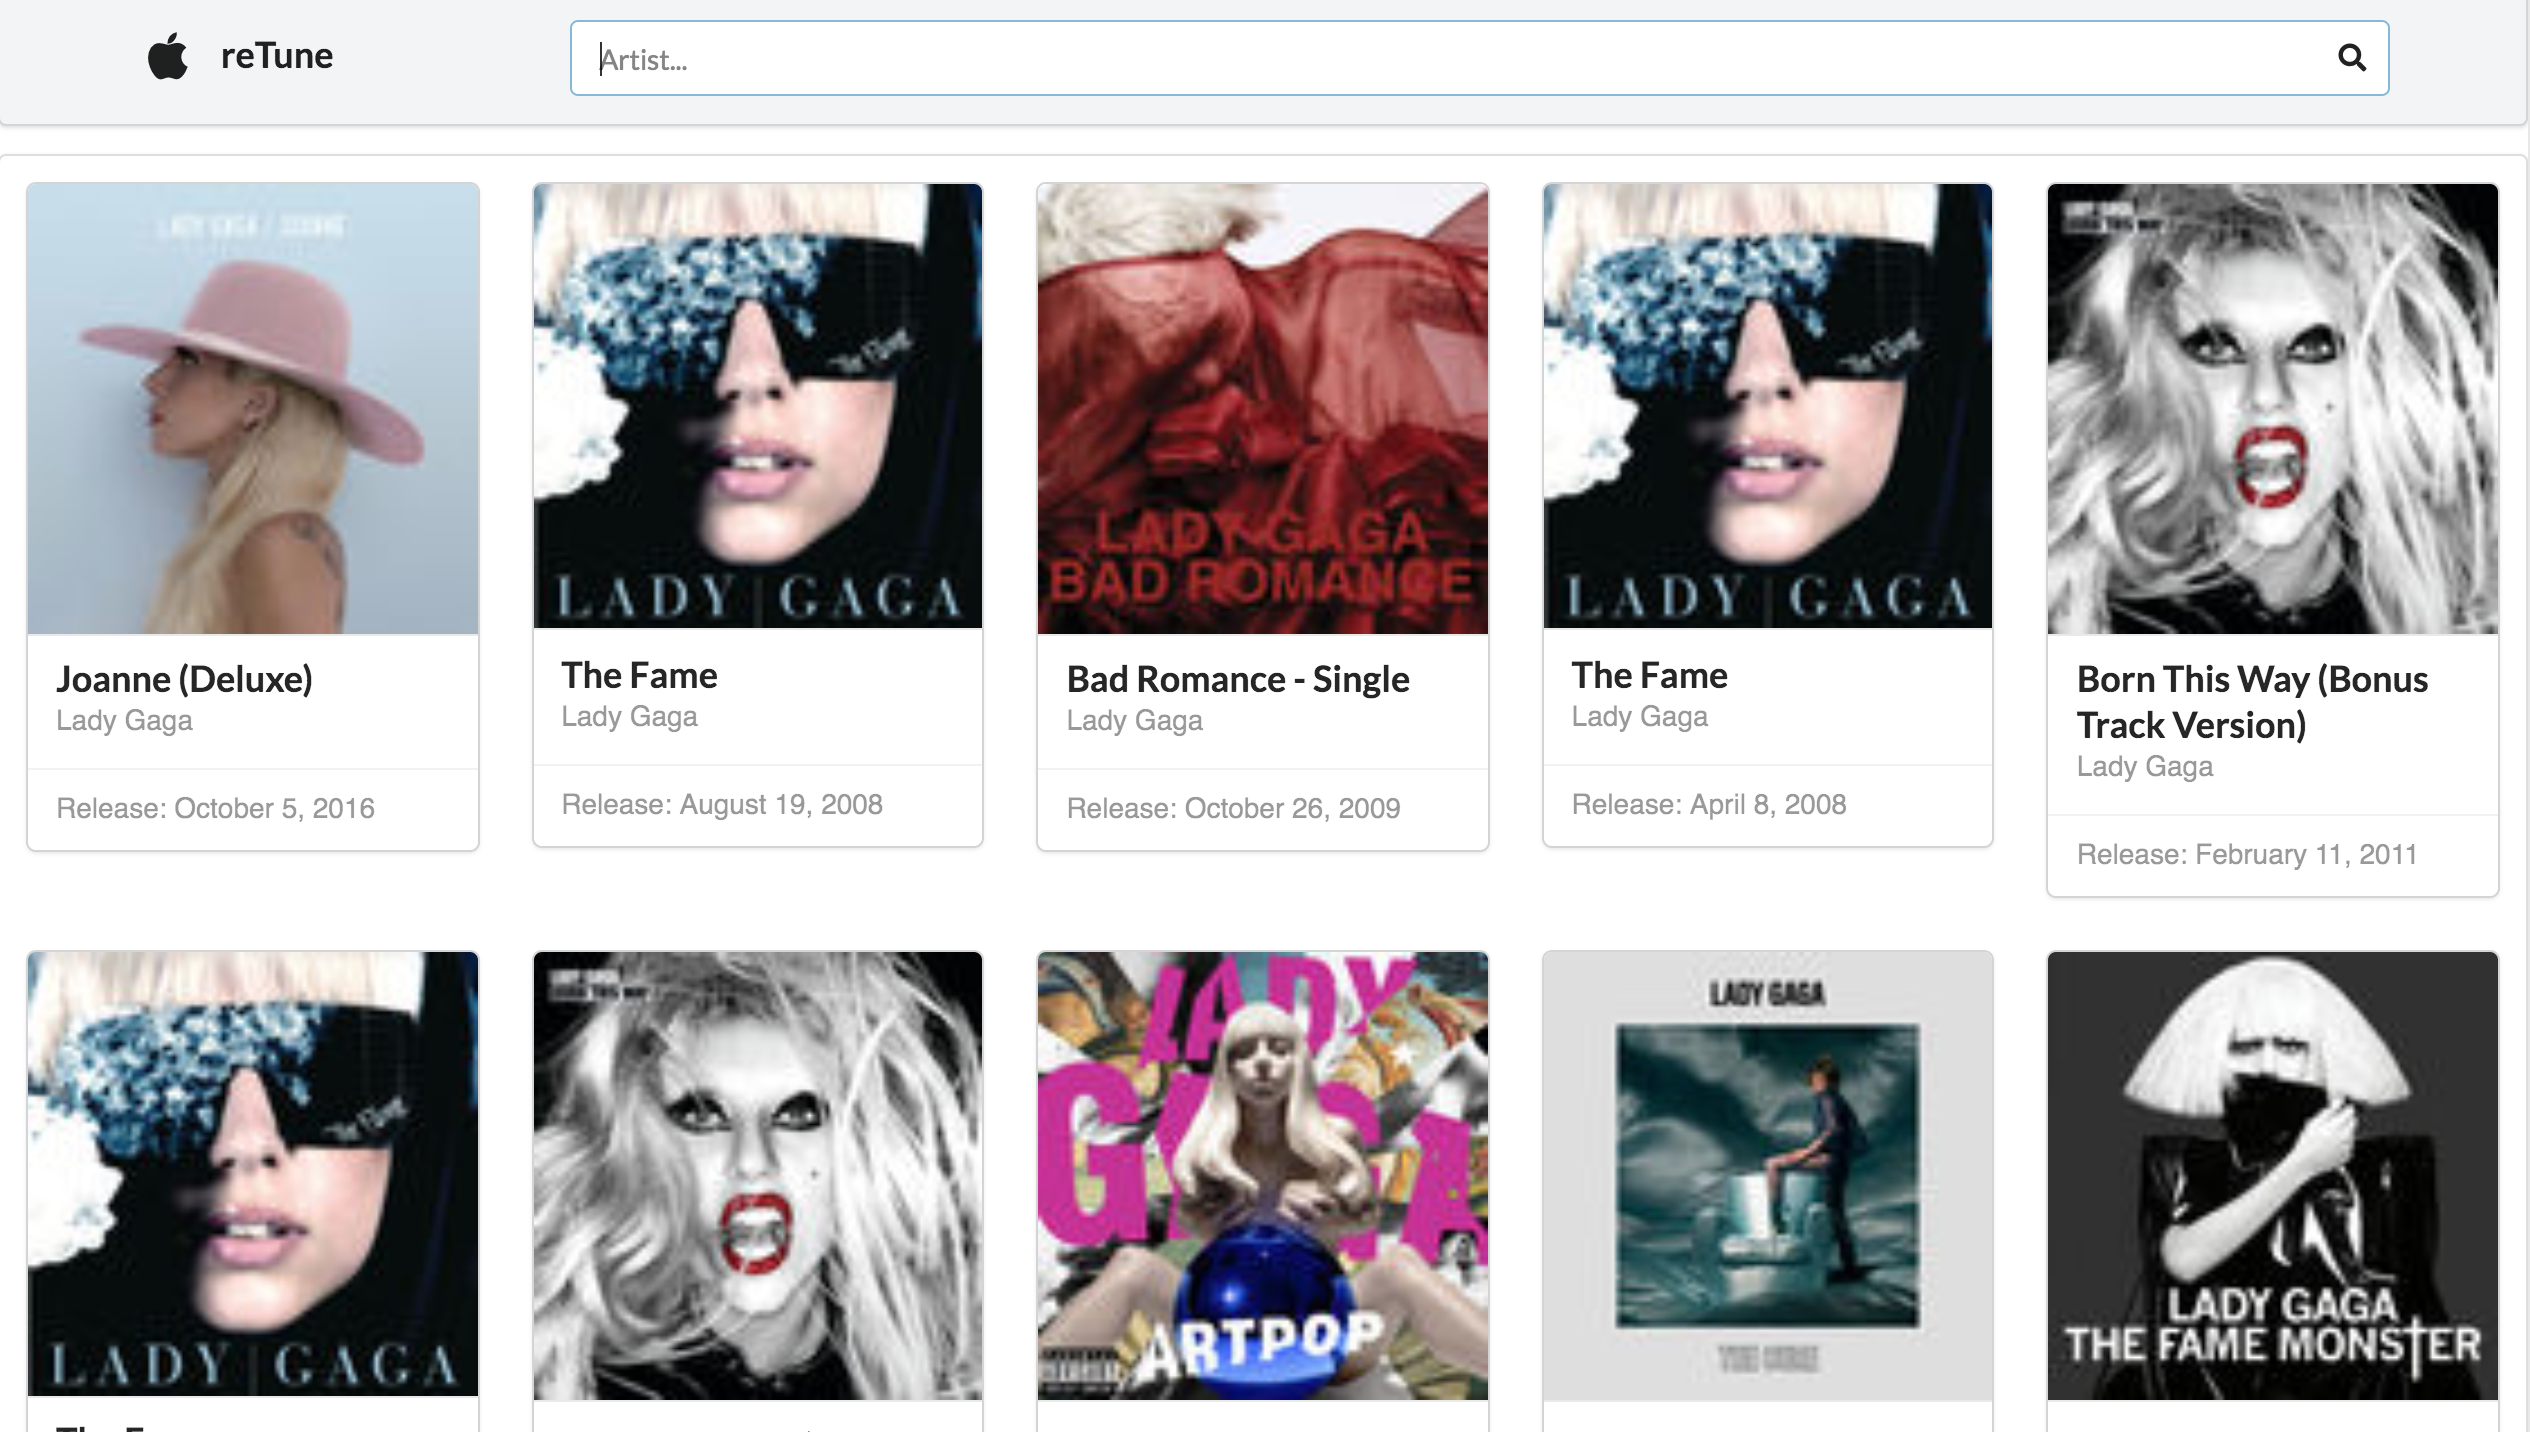 reTune
Artist...
LADY GAGA / JOANNE
The Fame
LADY | GAGA
LADY GAGA
BAD ROMANCE
The Fame
LADY | GAGA
Joanne (Deluxe)
Lady Gaga
Release: October 5, 2016
The Fame
Lady Gaga
Release: August 19, 2008
Bad Romance - Single
Lady Gaga
Release: October 26, 2009
The Fame
Lady Gaga
Release: April 8, 2008
Born This Way (Bonus
Track Version)
Lady Gaga
Release: February 11, 2011
The Fame
LADY | GAGA
LADY
GAGA
ARTPOP
LADY GAGA
THE CURE
LADY GAGA
THE FAME MONSTER